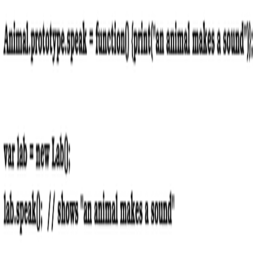 Animal.prototype.speak = function() {print("an animal makes a sound")};
var lab = new Lab();
lab.speak();  // shows "an animal makes a sound"